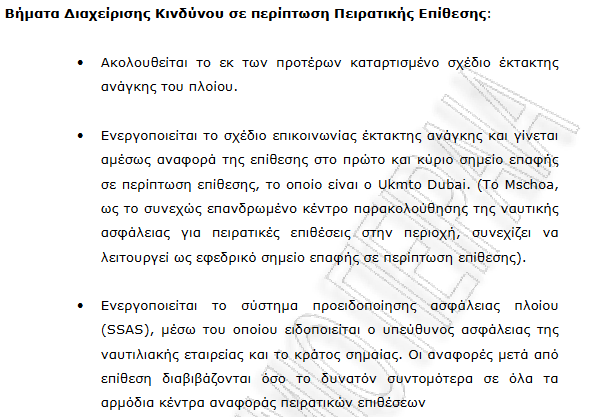 Βήματα Διαχείρισης Κινδύνου σε περίπτωση Πειρατικής Επίθεσης:
• Ακολουθείται το εκ των προτέρων καταρτισμένο σχέδιο έκτακτης
ανάγκης του πλοίου.
• Ενεργοποιείται το σχέδιο επικοινωνίας έκτακτης ανάγκης και γίνεται
αμέσως αναφορά της επίθεσης στο πρώτο και κύριο σημείο επαφής
σε περίπτωση επίθεσης, το οποίο είναι ο Ukmto Dubai. (Το Mschoa,
ως το συνεχώς επανδρωμένο κέντρο παρακολούθησης της ναυτικής
ασφάλειας για πειρατικές επιθέσεις στην περιοχή, συνεχίζει να
λειτουργεί ως εφεδρικό σημείο επαφής σε περίπτωση επίθεσης).
• Ενεργοποιείται το σύστημα προειδοποίησης ασφάλειας πλοίου
(SSAS), μέσω του οποίου ειδοποιείται ο υπεύθυνος ασφάλειας της
ναυτιλιακής εταιρείας και το κράτος σημαίας. Οι αναφορές μετά από
επίθεση διαβιβάζονται όσο το δυνατόν συντομότερα σε όλα τα
αρμόδια κέντρα αναφοράς πειρατικών επιθέσεων